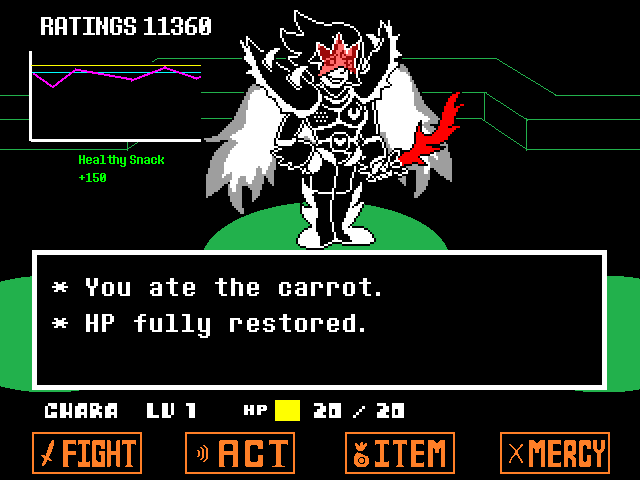 RATINGS 11360
Healthy Snack
+150
* You ate the carrot.
* HP fully restored.
CHARA LV 1 HP 20 / 20
FIGHT ACT ITEM MERCY